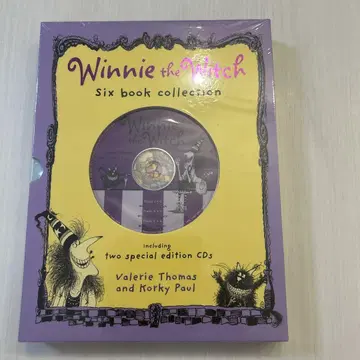 Winnie the Witch
Six book collection
including
two special edition CDs
Valerie Thomas
and Korky Paul